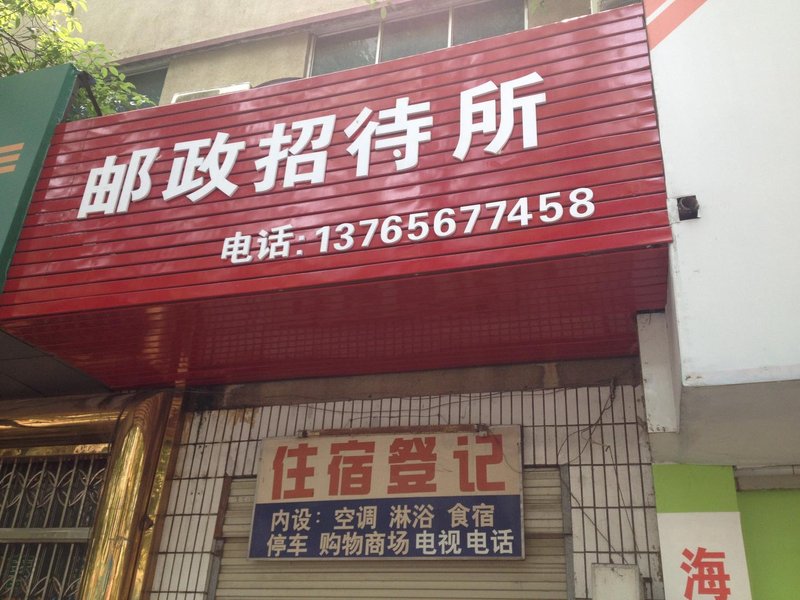 邮政招待所
电话:13765677458
住宿登记
内设：空调 淋浴 食宿
停车 购物商场 电视 电话
海